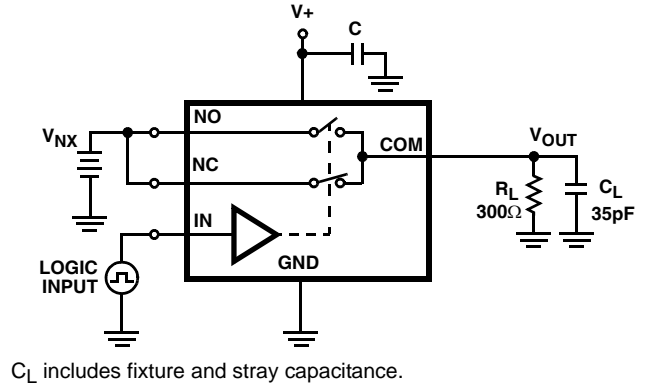 V+
C
NO
V_NX
COM
V_OUT
NC
R_L
300Ω
C_L
35pF
IN
LOGIC
INPUT
GND
C_L includes fixture and stray capacitance.